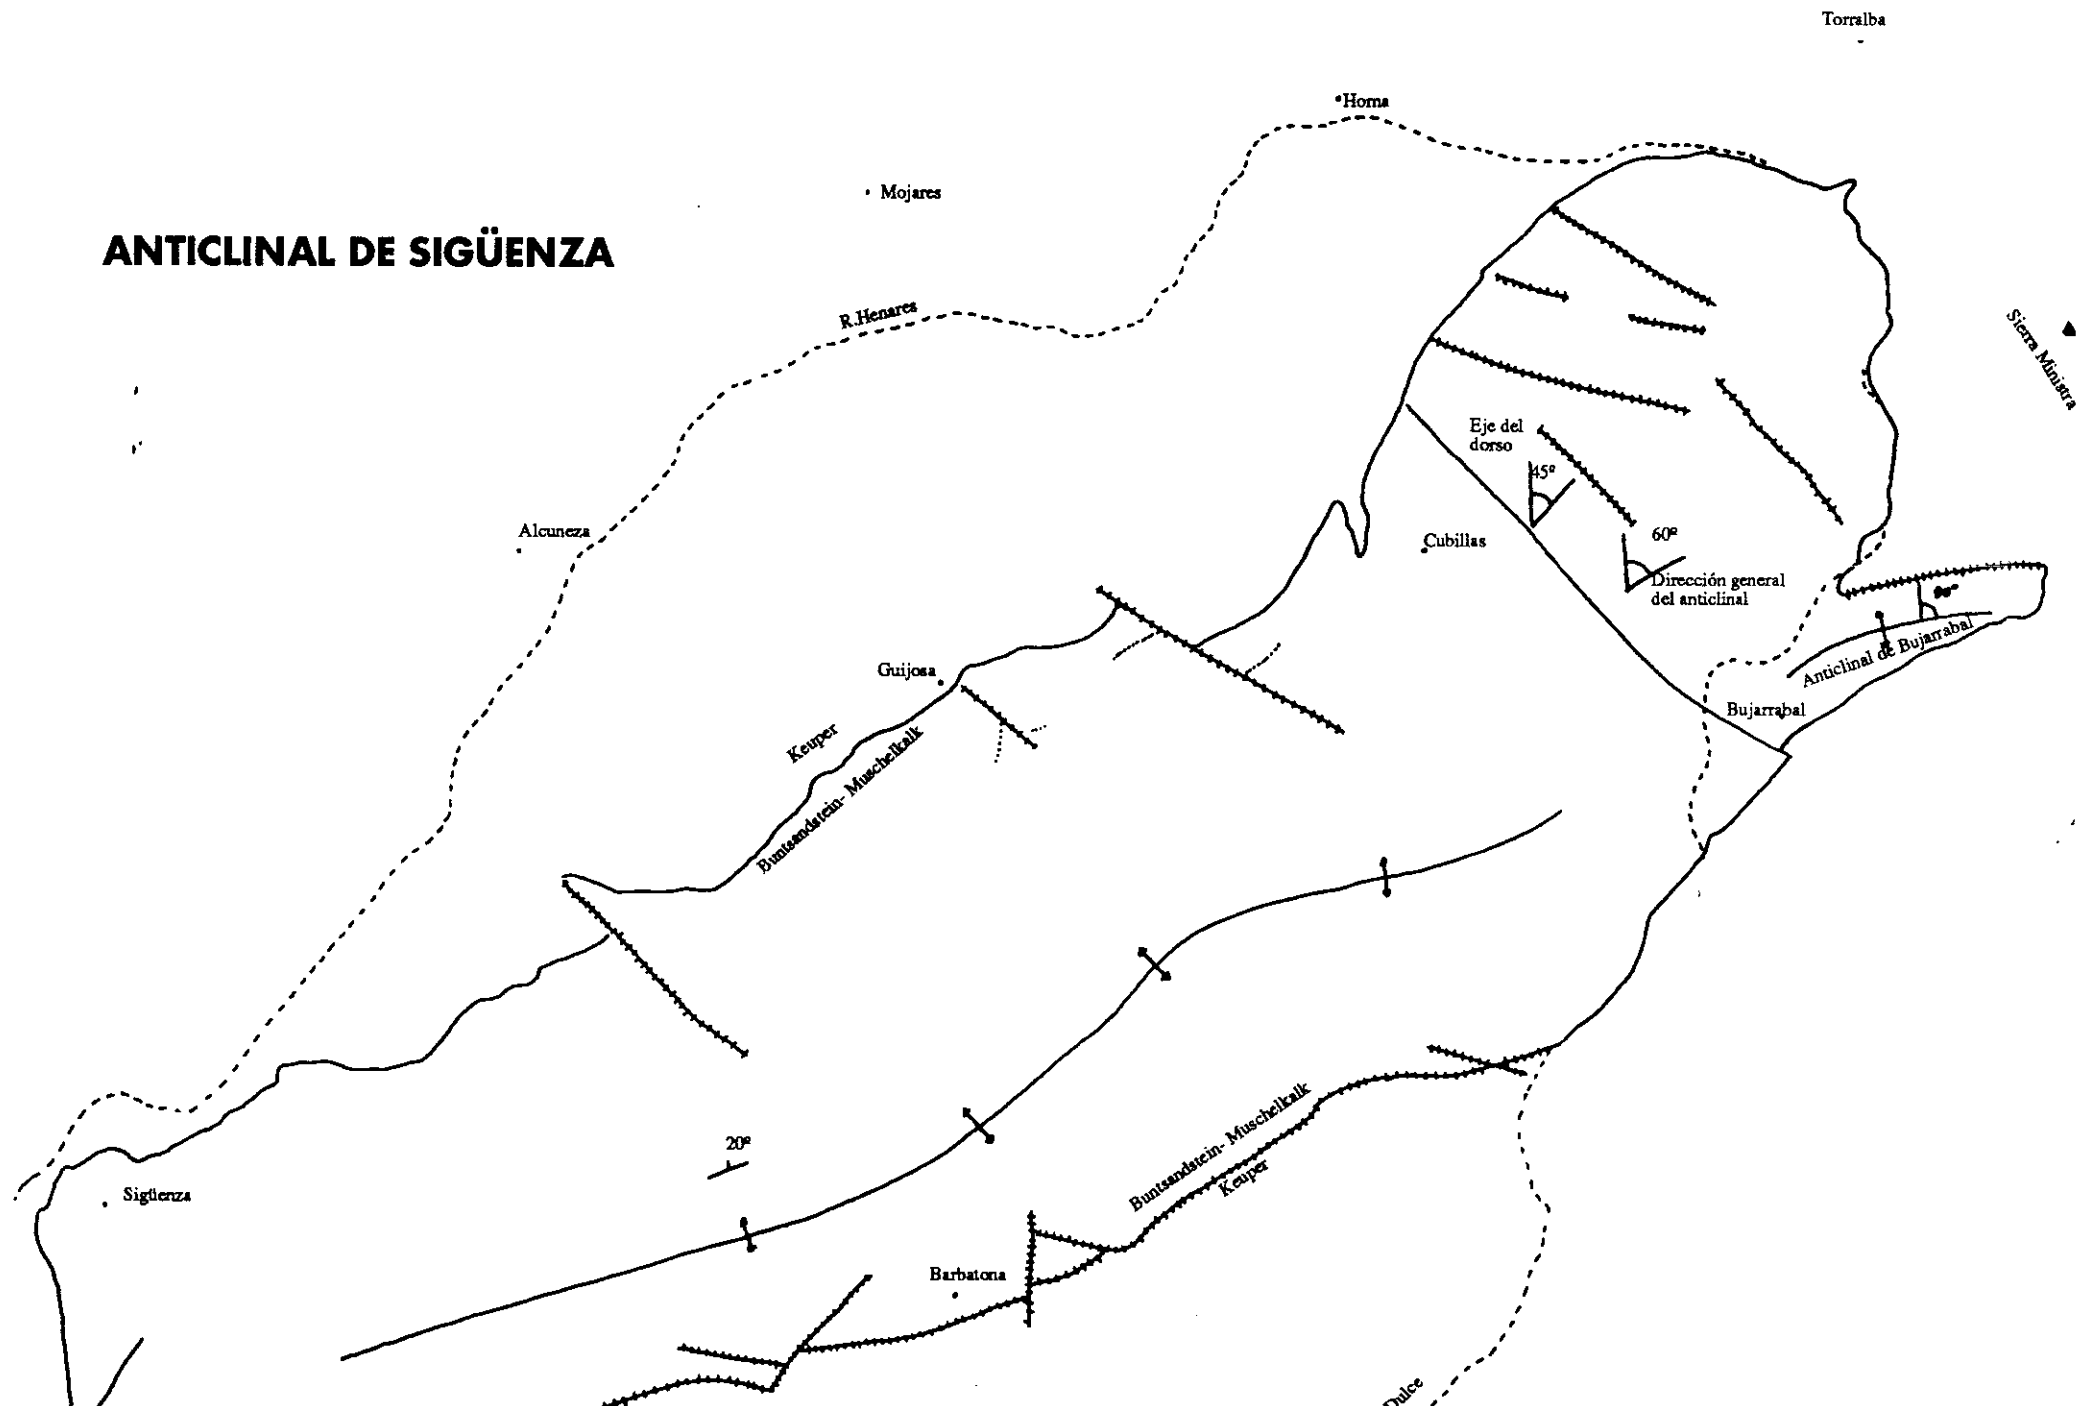 Torralba
Horna
Mojares
ANTICLINAL DE SIGÜENZA
R.Henares
Sierra Ministra
Eje del
dorso
45º
Alcuneza
Cubillas
60º
Dirección general
del anticlinal
90º
Anticlinal de Bujarrabal
Guijosa
Bujarrabal
Keuper
Buntsandstein- Muschelkalk
Buntsandstein- Muschelkalk
Keuper
20º
Sigüenza
Barbatona
Dulce